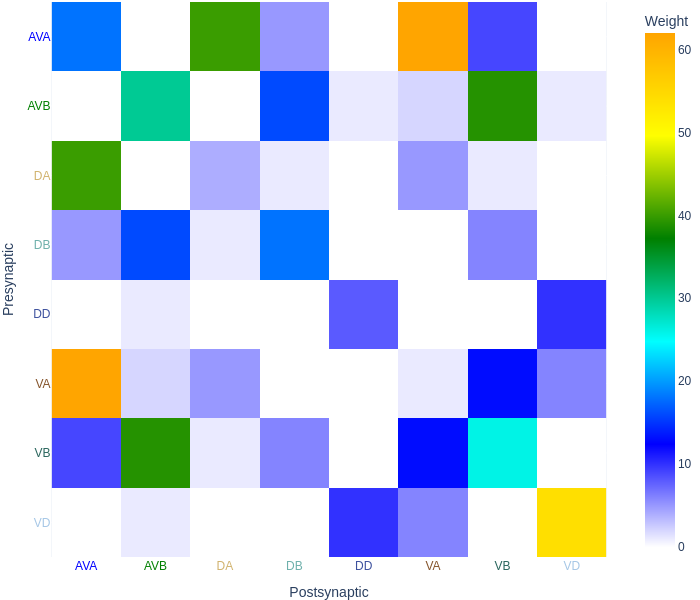 Weight
AVA
AVB
DA
DB
DD
VA
VB
VD
Presynaptic
AVA AVB DA DB DD VA VB VD
Postsynaptic
60
50
40
30
20
10
0